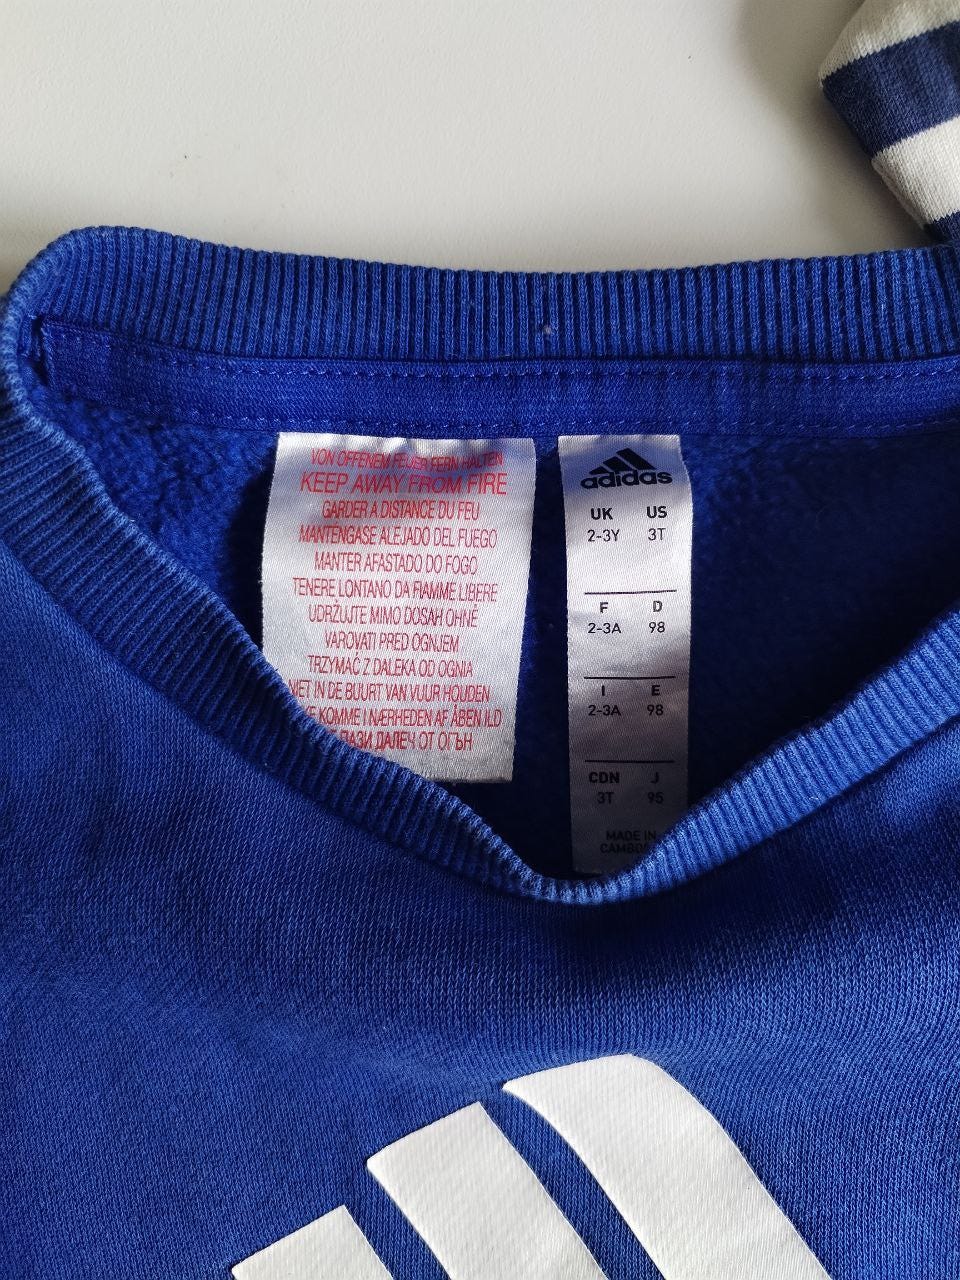 VON OFFENEM FEUER FERN HALTEN
KEEP AWAY FROM FIRE
GARDER A DISTANCE DU FEU
MANTÉNGASE ALEJADO DEL FUEGO
MANTER AFASTADO DO FOGO
TENERE LONTANO DA FIAMME LIBERE
UDRŽUJTE MIMO DOSAH OHNĚ
VAROVATI PRED OGNJEM
TRZYMAĆ Z DALEKA OD OGNIA
NIET IN DE BUURT VAN VUUR HOUDEN
KOMME I NÆRHEDEN AF ÅBEN ILD
ДАЛЕЧ ОТ ОГЪН
adidas
UK US
2-3Y 3T
F D
2-3A 98
I E
2-3A 98
CDN J
3T 95
MADE IN